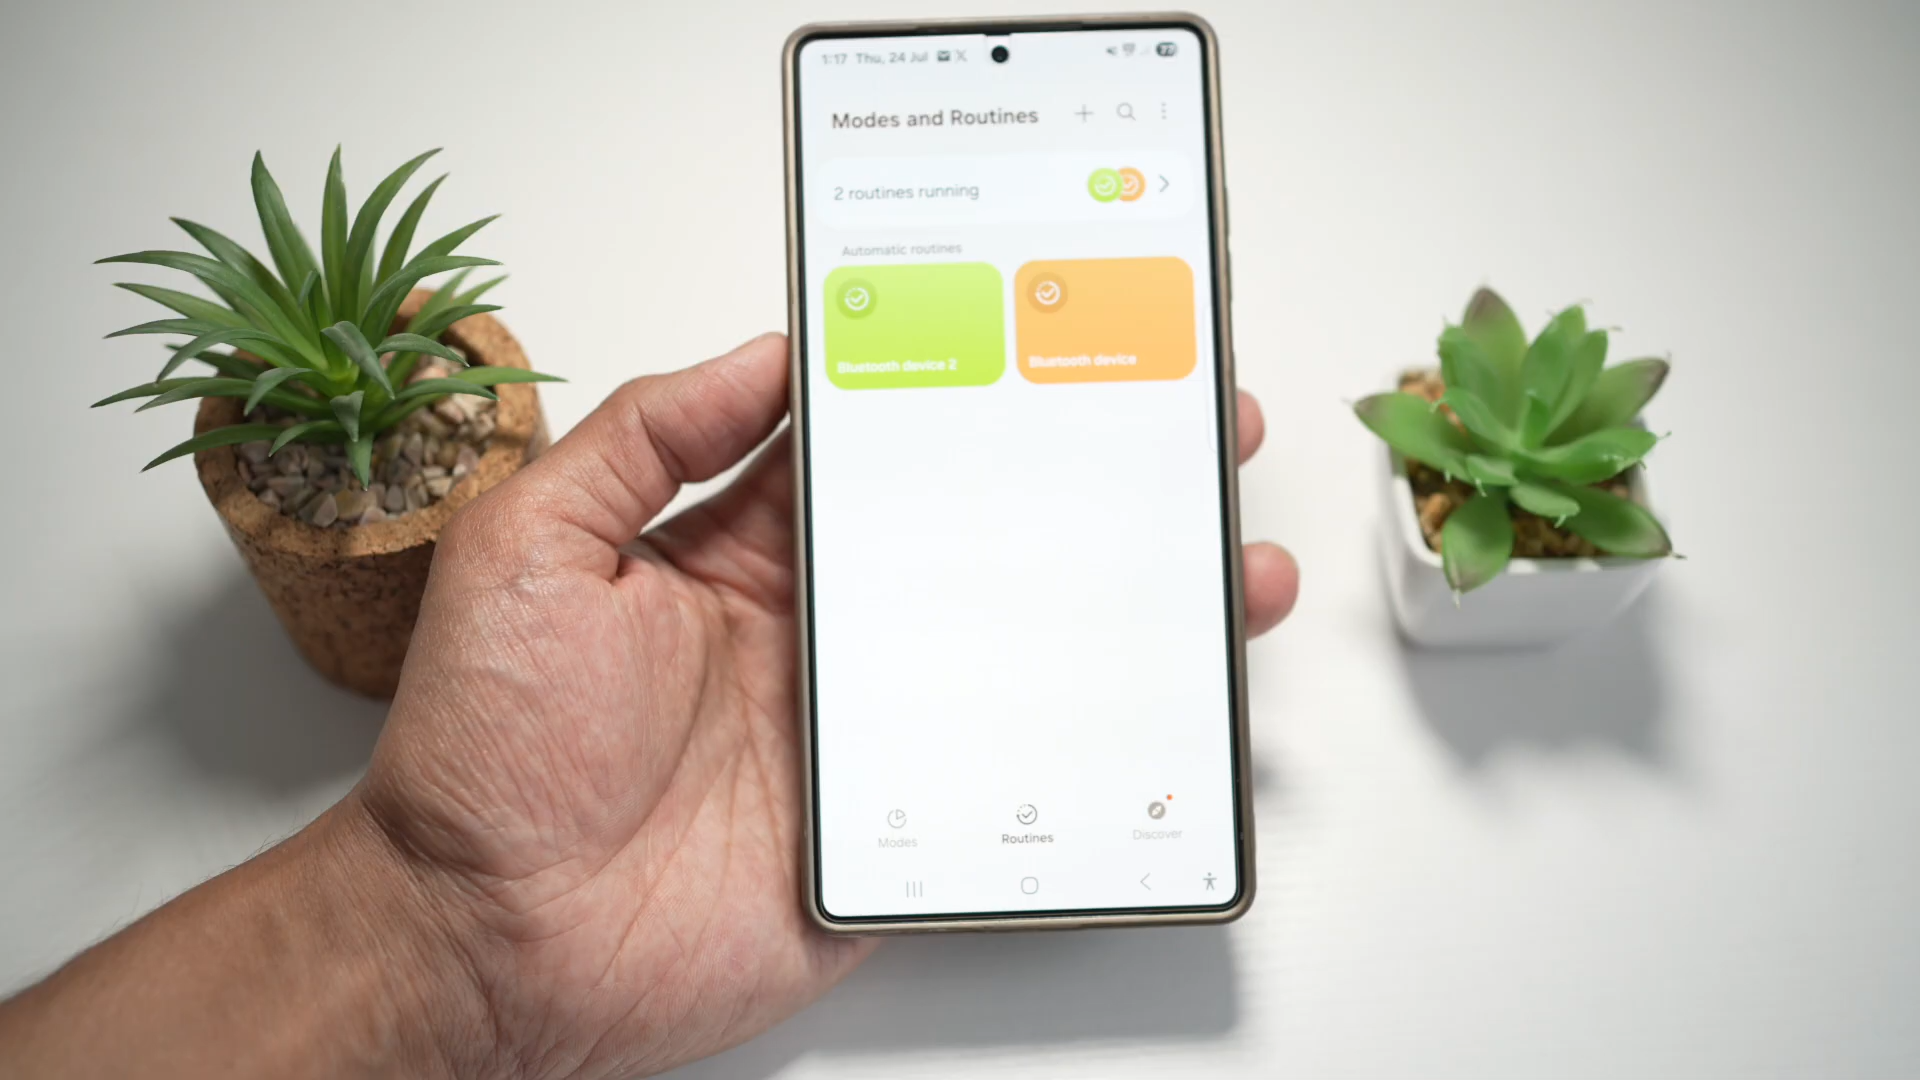 1:17 Thu, 24 Jul
77
Modes and Routines
2 routines running
Automatic routines
Bluetooth device 2
Bluetooth device
Modes
Routines
Discover